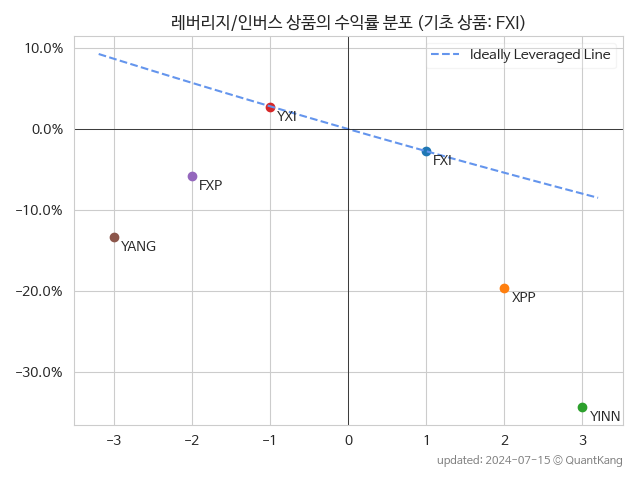 레버리지/인버스 상품의 수익률 분포 (기초 상품: FXI)
10.0%
Ideally Leveraged Line
YXI
0.0%
FXI
FXP
−10.0%
YANG
−20.0%
XPP
−30.0%
YINN
−3 −2 −1 0 1 2 3
updated: 2024-07-15 © QuantKang